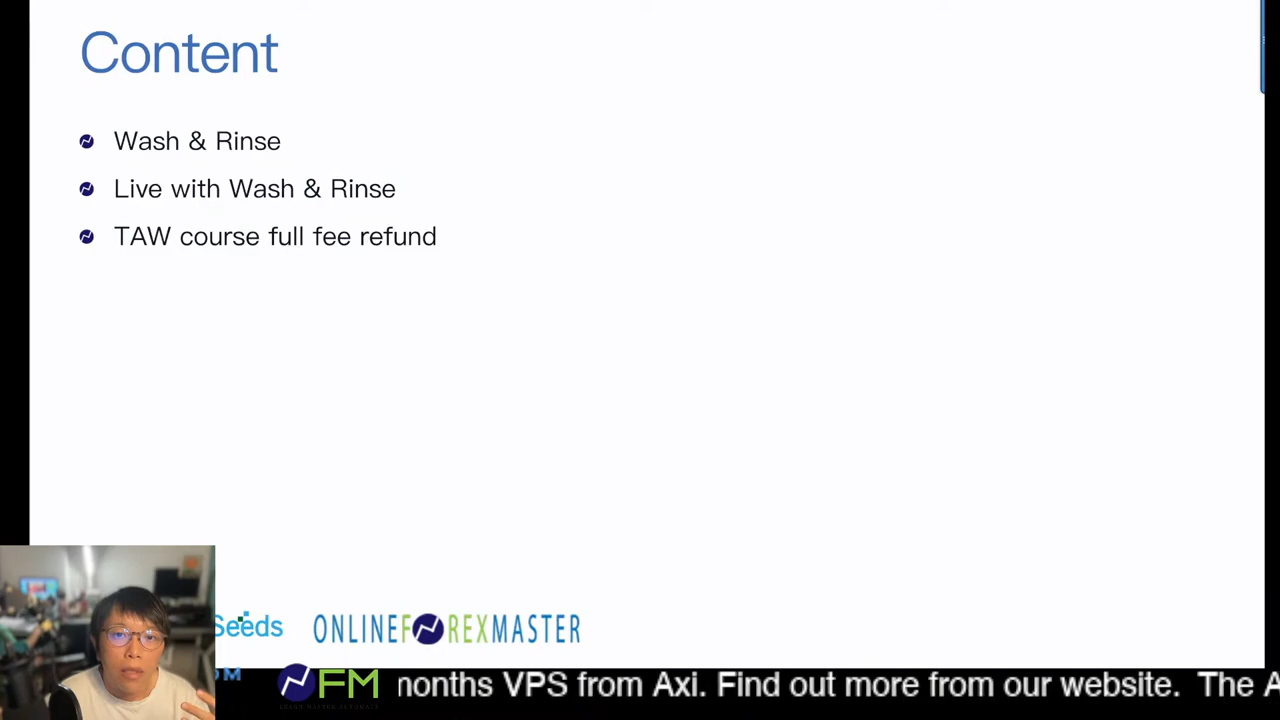 Content
Wash & Rinse
Live with Wash & Rinse
TAW course full fee refund
Seeds
ONLINEFOREXMASTER
FM
months VPS from Axi. Find out more from our website. The A